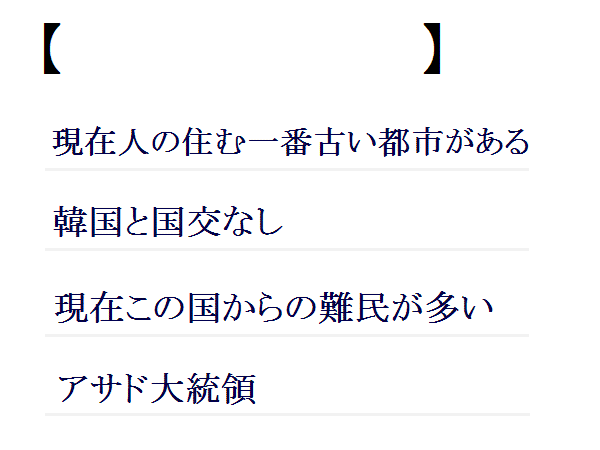 【　　　　　　　】
現在人の住む一番古い都市がある
韓国と国交なし
現在この国からの難民が多い
アサド大統領